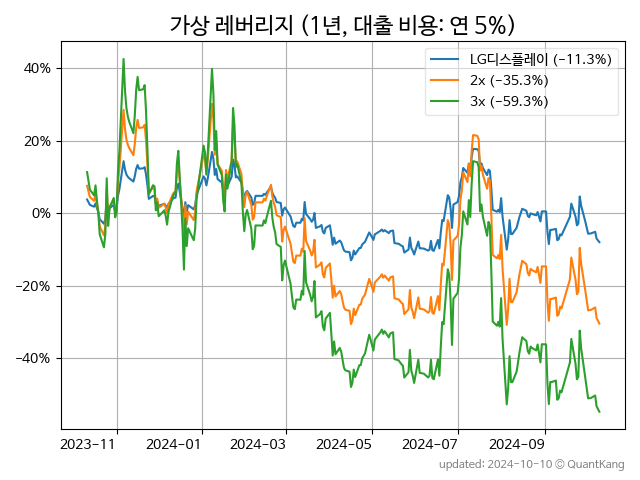 가상 레버리지 (1년, 대출 비용: 연 5%)
LG디스플레이 (−11.3%)
2x (−35.3%)
3x (−59.3%)
40%
20%
0%
−20%
−40%
2023-11
2024-01
2024-03
2024-05
2024-07
2024-09
updated: 2024-10-10 © QuantKang